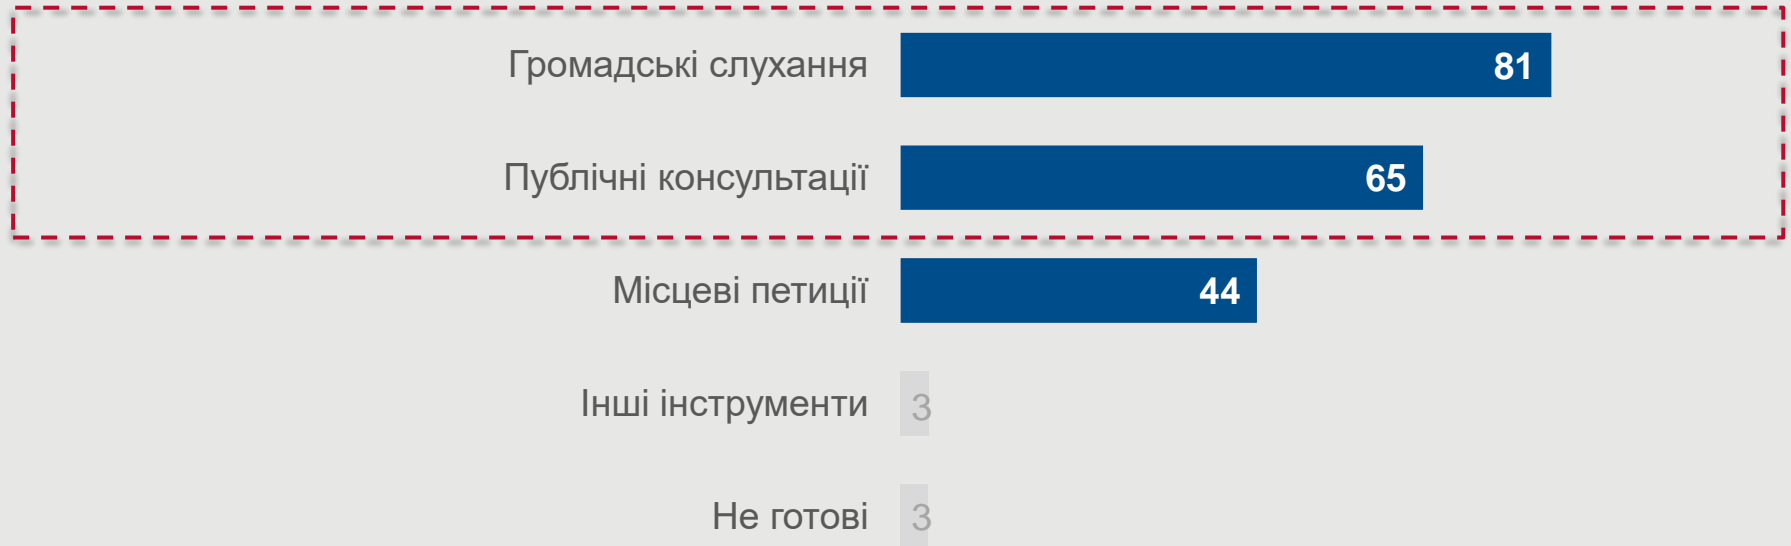 Громадські слухання 81
Публічні консультації 65
Місцеві петиції 44
Інші інструменти 3
Не готові 3